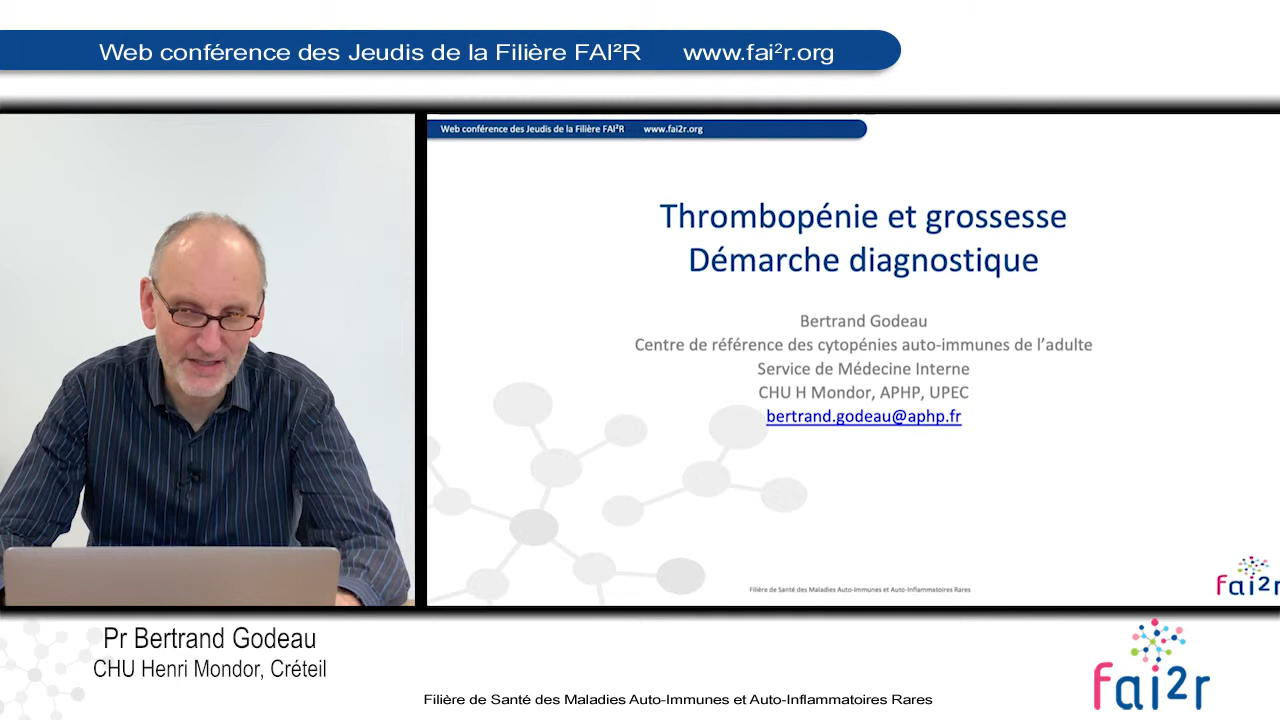 Web conférence des Jeudis de la Filière FAI²R www.fai²r.org
Web conférence des Jeudis de la Filière FAI²R www.fai2r.org
Thrombopénie et grossesse
Démarche diagnostique
Bertrand Godeau
Centre de référence des cytopénies auto-immunes de l'adulte
Service de Médecine Interne
CHU H Mondor, APHP, UPEC
bertrand.godeau@aphp.fr
Filière de Santé des Maladies Auto-Immunes et Auto-Inflammatoires Rares
fai2r
Pr Bertrand Godeau
CHU Henri Mondor, Créteil
Filière de Santé des Maladies Auto-Immunes et Auto-Inflammatoires Rares
fai2r